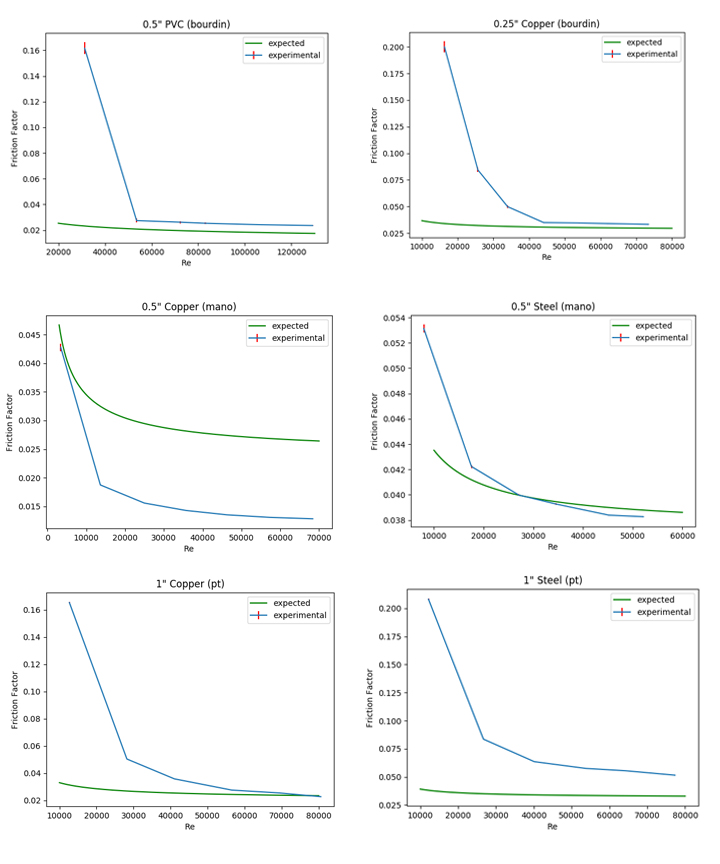 0.5" PVC (bourdin)
0.16
0.14
0.12
0.10
0.08
0.06
0.04
0.02
Friction Factor
expected
experimental
20000 40000 60000 80000 100000 120000
Re
0.25" Copper (bourdin)
0.200
0.175
0.150
0.125
0.100
0.075
0.050
0.025
Friction Factor
expected
experimental
10000 20000 30000 40000 50000 60000 70000 80000
Re
0.5" Copper (mano)
0.045
0.040
0.035
0.030
0.025
0.020
0.015
Friction Factor
expected
experimental
0 10000 20000 30000 40000 50000 60000 70000
Re
0.5" Steel (mano)
0.054
0.052
0.050
0.048
0.046
0.044
0.042
0.040
0.038
Friction Factor
expected
experimental
10000 20000 30000 40000 50000 60000
Re
1" Copper (pt)
0.16
0.14
0.12
0.10
0.08
0.06
0.04
0.02
Friction Factor
expected
experimental
10000 20000 30000 40000 50000 60000 70000 80000
Re
1" Steel (pt)
0.200
0.175
0.150
0.125
0.100
0.075
0.050
0.025
Friction Factor
expected
experimental
10000 20000 30000 40000 50000 60000 70000 80000
Re